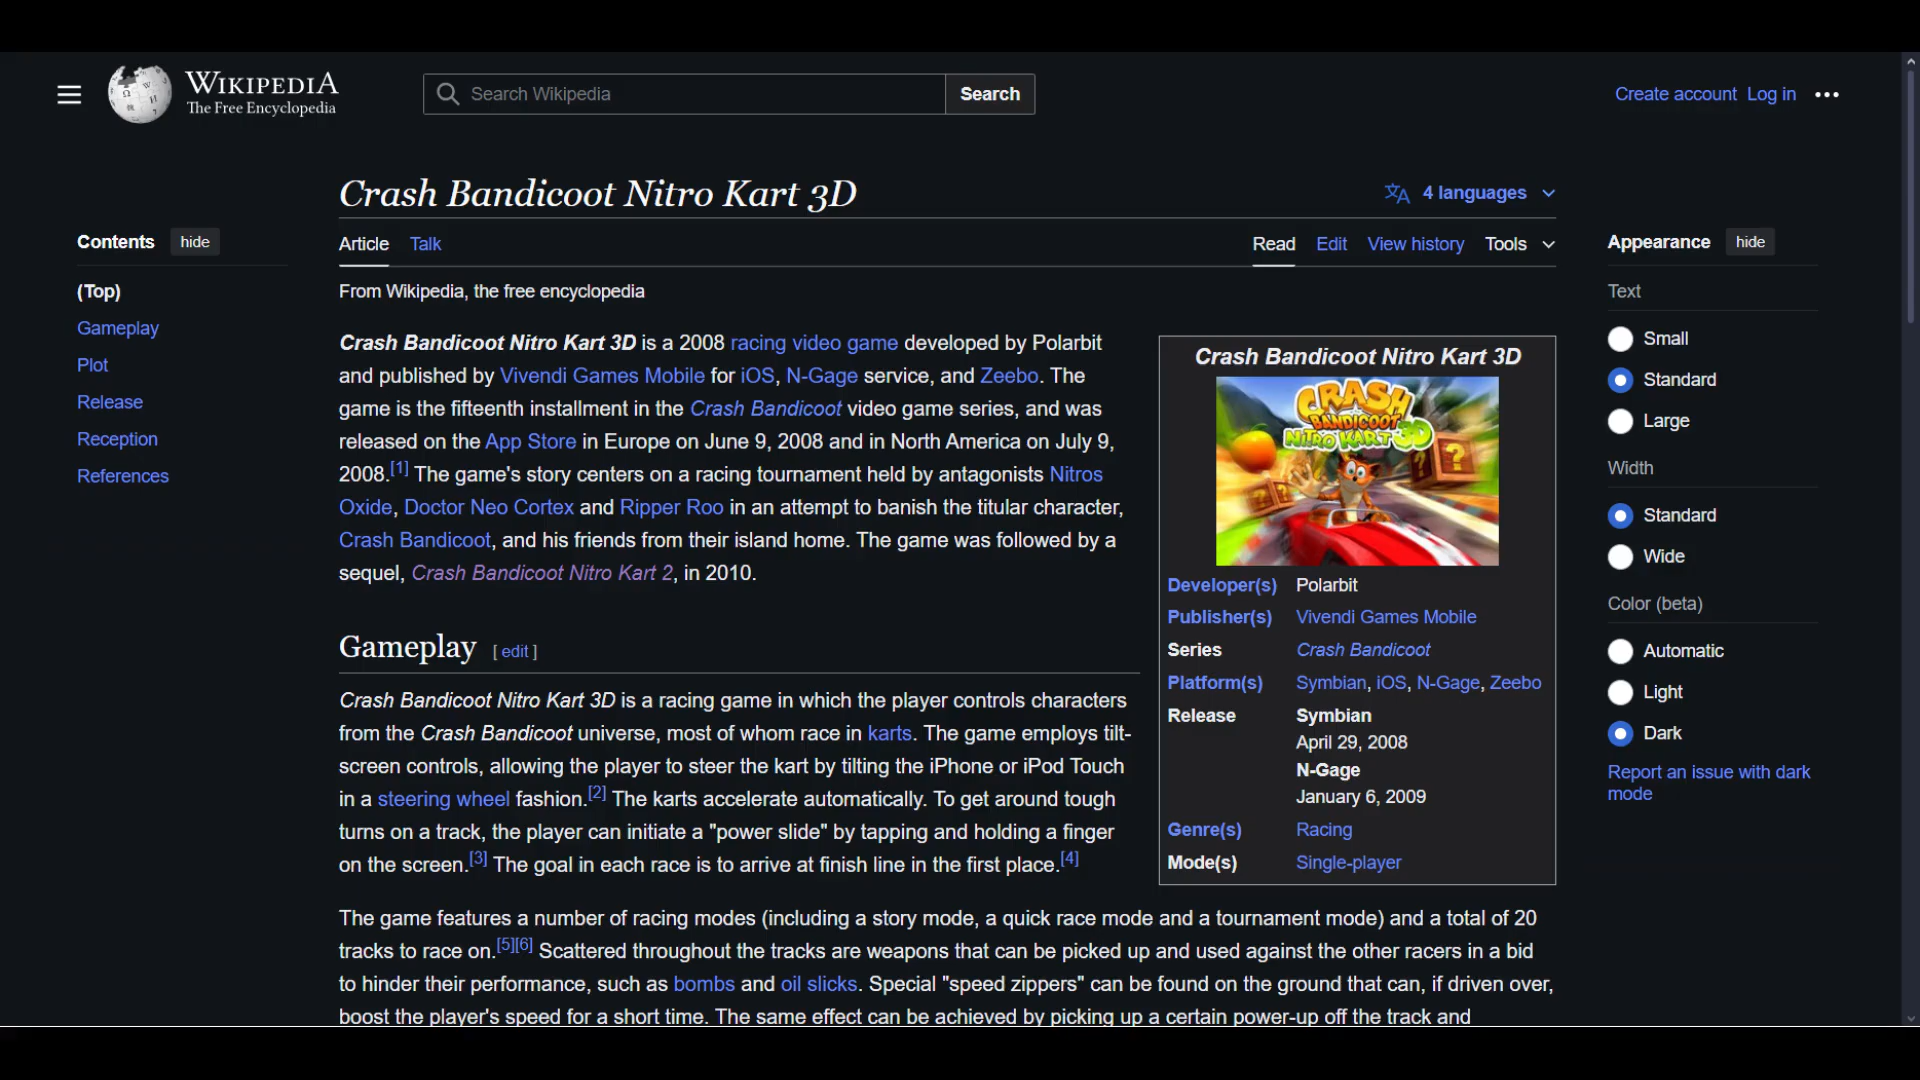 WIKIPEDIA
The Free Encyclopedia
Search Wikipedia
Search
Create account Log in
Crash Bandicoot Nitro Kart 3D
4 languages
Contents hide
(Top)
Gameplay
Plot
Release
Reception
References
Article Talk
Read Edit View history Tools
From Wikipedia, the free encyclopedia
Crash Bandicoot Nitro Kart 3D is a 2008 racing video game developed by Polarbit
and published by Vivendi Games Mobile for iOS, N-Gage service, and Zeebo. The
game is the fifteenth installment in the Crash Bandicoot video game series, and was
released on the App Store in Europe on June 9, 2008 and in North America on July 9,
2008.[1] The game's story centers on a racing tournament held by antagonists Nitros
Oxide, Doctor Neo Cortex and Ripper Roo in an attempt to banish the titular character,
Crash Bandicoot, and his friends from their island home. The game was followed by a
sequel, Crash Bandicoot Nitro Kart 2, in 2010.
Gameplay [ edit ]
Crash Bandicoot Nitro Kart 3D is a racing game in which the player controls characters
from the Crash Bandicoot universe, most of whom race in karts. The game employs tilt-
screen controls, allowing the player to steer the kart by tilting the iPhone or iPod Touch
in a steering wheel fashion.[2] The karts accelerate automatically. To get around tough
turns on a track, the player can initiate a "power slide" by tapping and holding a finger
on the screen.[3] The goal in each race is to arrive at finish line in the first place.[4]
The game features a number of racing modes (including a story mode, a quick race mode and a tournament mode) and a total of 20
tracks to race on.[5][6] Scattered throughout the tracks are weapons that can be picked up and used against the other racers in a bid
to hinder their performance, such as bombs and oil slicks. Special "speed zippers" can be found on the ground that can, if driven over,
boost the player's speed for a short time. The same effect can be achieved by picking up a certain power-up off the track and
Crash Bandicoot Nitro Kart 3D
CRASH
BANDICOOT
NITRO KART 3D
Developer(s) Polarbit
Publisher(s) Vivendi Games Mobile
Series Crash Bandicoot
Platform(s) Symbian, iOS, N-Gage, Zeebo
Release Symbian
April 29, 2008
N-Gage
January 6, 2009
Genre(s) Racing
Mode(s) Single-player
Appearance hide
Text
Small
Standard
Large
Width
Standard
Wide
Color (beta)
Automatic
Light
Dark
Report an issue with dark
mode